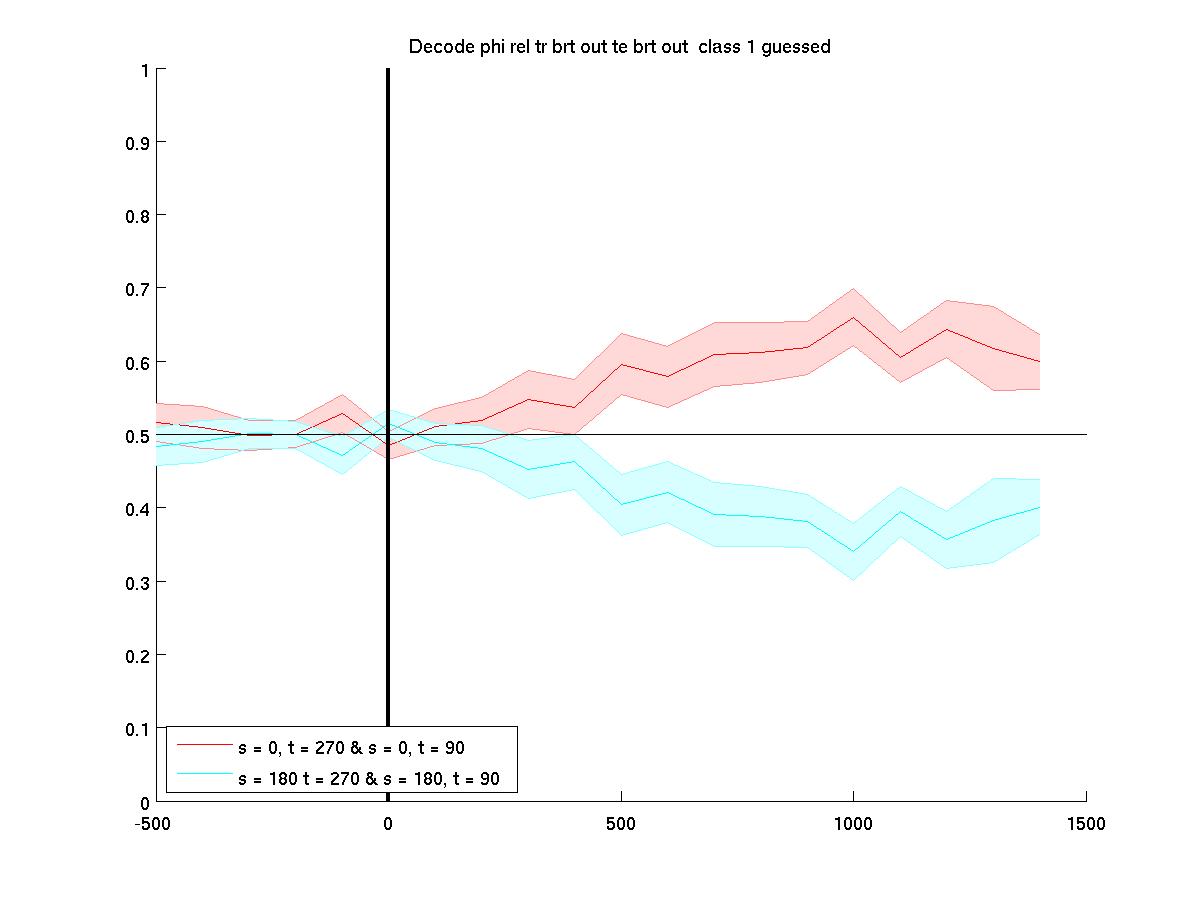 Decode phi rel tr brt out te brt out  class 1 guessed
1
0.9
0.8
0.7
0.6
0.5
0.4
0.3
0.2
0.1
0
s = 0, t = 270 & s = 0, t = 90
s = 180 t = 270 & s = 180, t = 90
-500 0 500 1000 1500